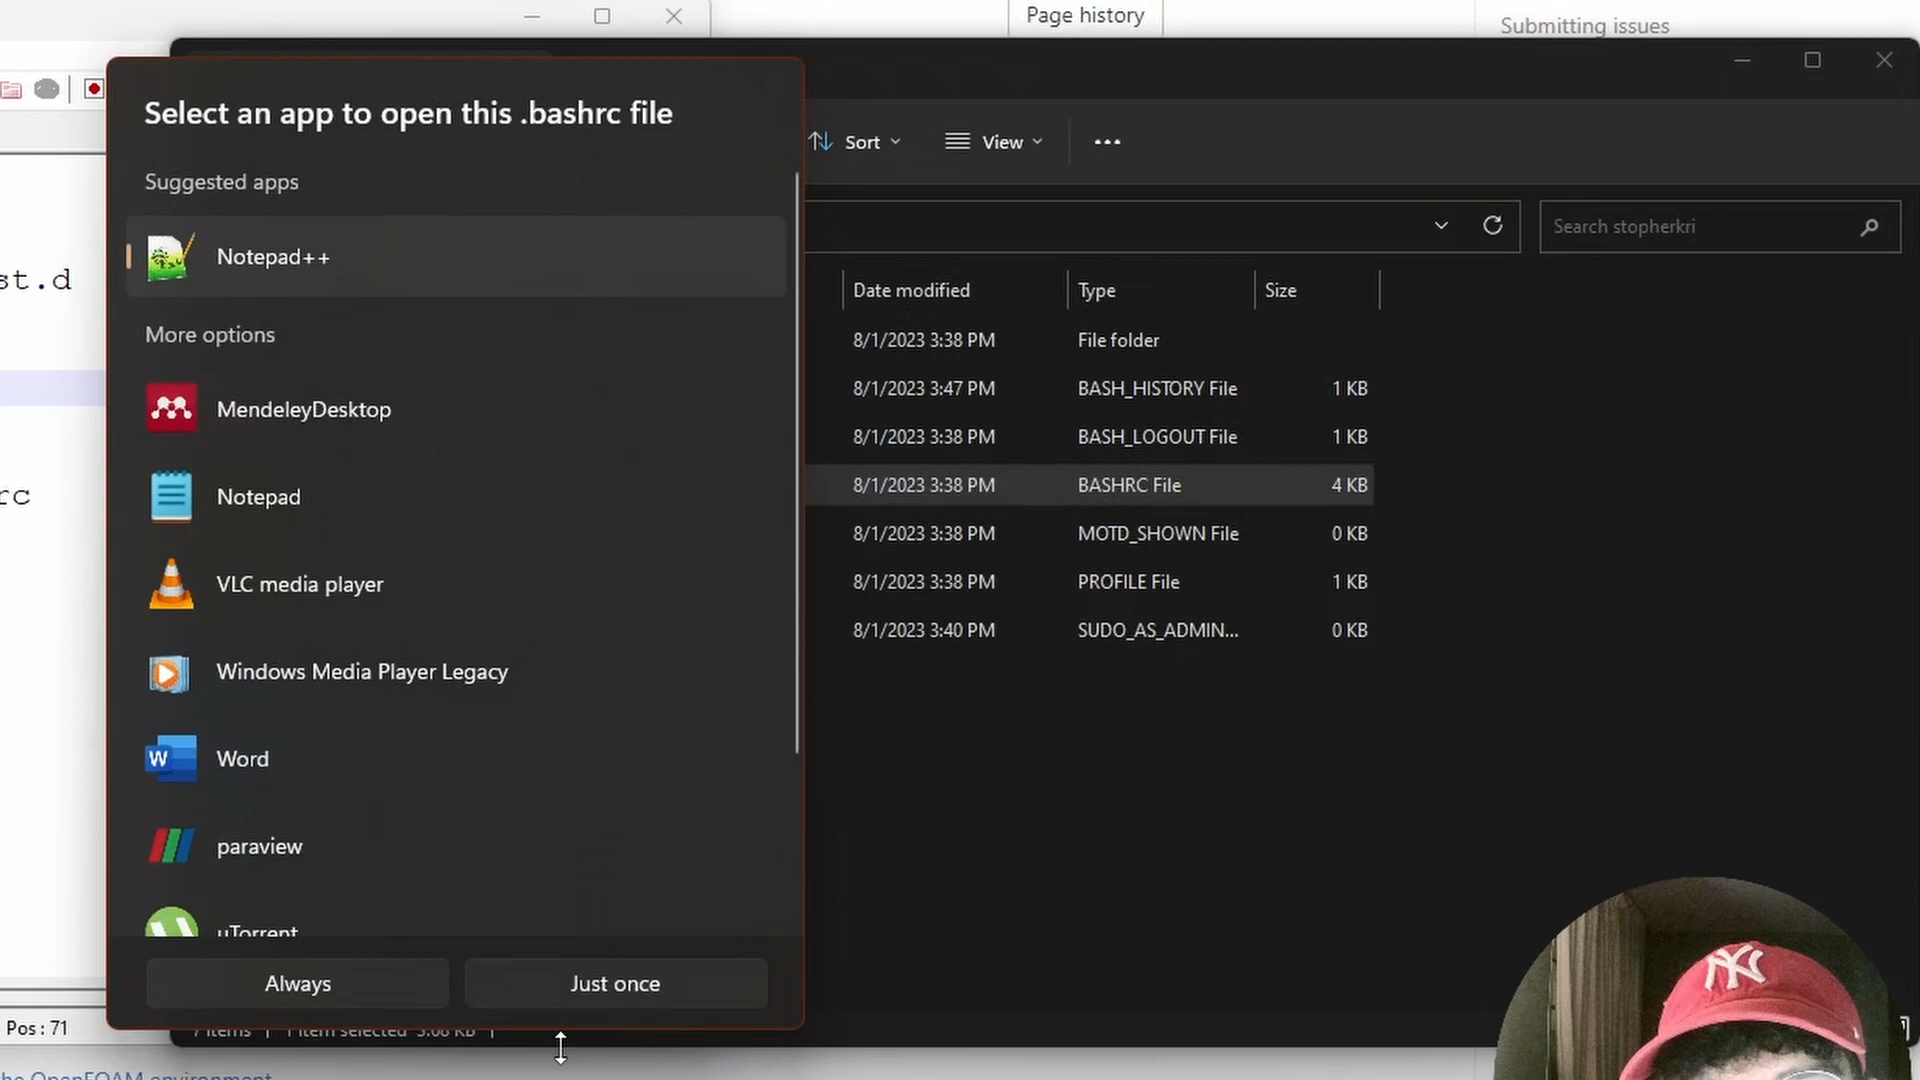 Page history
Submitting issues
Select an app to open this .bashrc file
Suggested apps
Notepad++
More options
MendeleyDesktop
Notepad
VLC media player
Windows Media Player Legacy
W
Word
paraview
uTorrent
Always
Just once
st.d
rc
Pos : 71
Sort
View
Search stopherkri
Date modified
Type
Size
8/1/2023 3:38 PM
File folder
8/1/2023 3:47 PM
BASH_HISTORY File
1 KB
8/1/2023 3:38 PM
BASH_LOGOUT File
1 KB
8/1/2023 3:38 PM
BASHRC File
4 KB
8/1/2023 3:38 PM
MOTD_SHOWN File
0 KB
8/1/2023 3:38 PM
PROFILE File
1 KB
8/1/2023 3:40 PM
SUDO_AS_ADMIN...
0 KB
7 items
1 item selected 3.68 KB
he OpenFOAM environment
NY